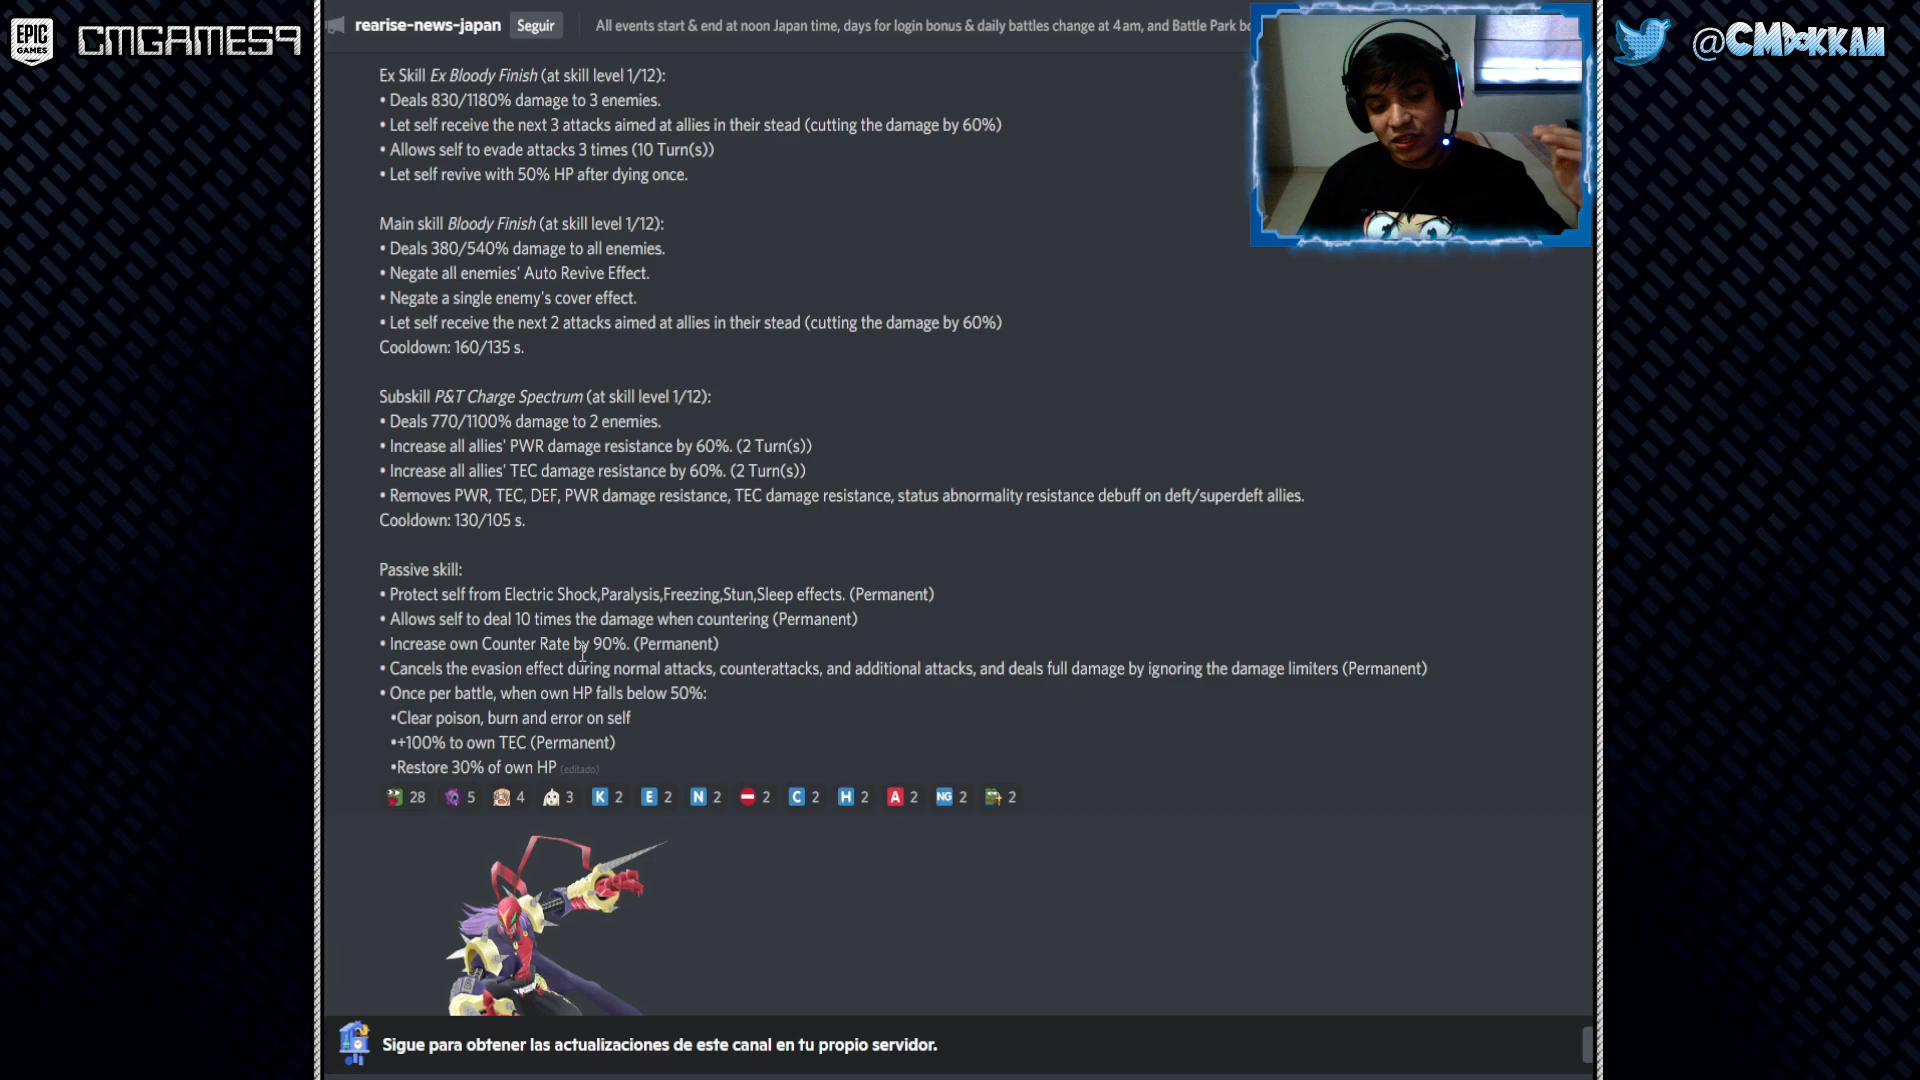 EPIC
GAMES
CMGAMES9
rearise-news-japan
Seguir
All events start & end at noon Japan time, days for login bonus & daily battles change at 4am, and Battle Park
@CMDOKKAN
Ex Skill Ex Bloody Finish (at skill level 1/12):
• Deals 830/1180% damage to 3 enemies.
• Let self receive the next 3 attacks aimed at allies in their stead (cutting the damage by 60%)
• Allows self to evade attacks 3 times (10 Turn(s))
• Let self revive with 50% HP after dying once.
Main skill Bloody Finish (at skill level 1/12):
• Deals 380/540% damage to all enemies.
• Negate all enemies' Auto Revive Effect.
• Negate a single enemy's cover effect.
• Let self receive the next 2 attacks aimed at allies in their stead (cutting the damage by 60%)
Cooldown: 160/135 s.
Subskill P&T Charge Spectrum (at skill level 1/12):
• Deals 770/1100% damage to 2 enemies.
• Increase all allies' PWR damage resistance by 60%. (2 Turn(s))
• Increase all allies' TEC damage resistance by 60%. (2 Turn(s))
• Removes PWR, TEC, DEF, PWR damage resistance, TEC damage resistance, status abnormality resistance debuff on deft/superdeft allies.
Cooldown: 130/105 s.
Passive skill:
• Protect self from Electric Shock,Paralysis,Freezing,Stun,Sleep effects. (Permanent)
• Allows self to deal 10 times the damage when countering (Permanent)
• Increase own Counter Rate by 90%. (Permanent)
• Cancels the evasion effect during normal attacks, counterattacks, and additional attacks, and deals full damage by ignoring the damage limiters (Permanent)
• Once per battle, when own HP falls below 50%:
•Clear poison, burn and error on self
•+100% to own TEC (Permanent)
•Restore 30% of own HP (editado)
28 5 4 3 K 2 E 2 N 2 2 C 2 H 2 A 2 NG 2 2
Sigue para obtener las actualizaciones de este canal en tu propio servidor.